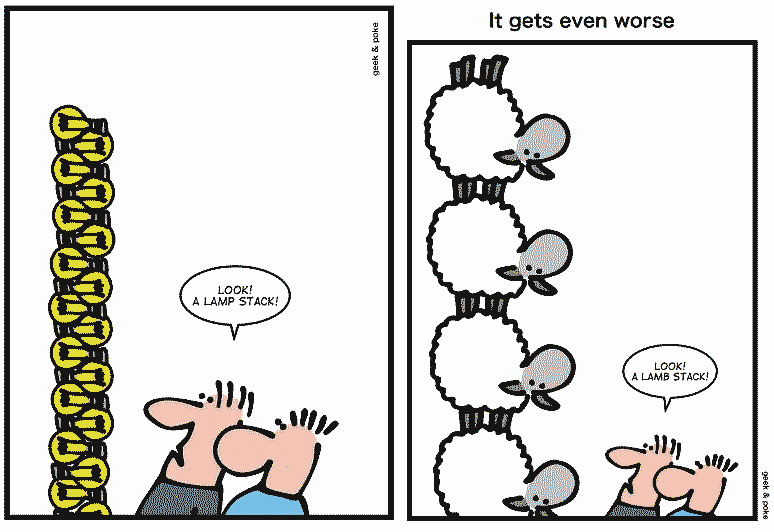 geek & poke
LOOK!
A LAMP STACK!
It gets even worse
LOOK!
A LAMB STACK!
geek & poke